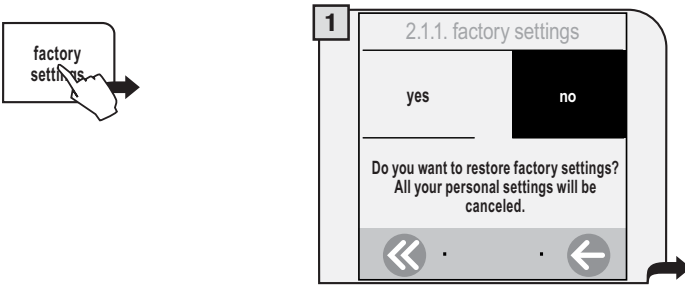 factory
settings
1
2.1.1. factory settings
yes
no
Do you want to restore factory settings?
All your personal settings will be
canceled.